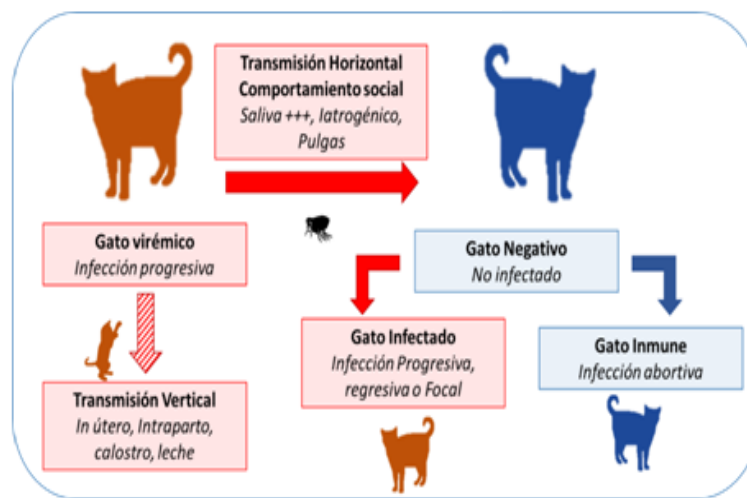 Transmisión Horizontal
Comportamiento social
Saliva +++, Iatrogénico,
Pulgas
Gato virémico
Infección progresiva
Gato Negativo
No infectado
Gato Infectado
Infección Progresiva,
regresiva o Focal
Gato Inmune
Infección abortiva
Transmisión Vertical
In útero, Intraparto,
calostro, leche